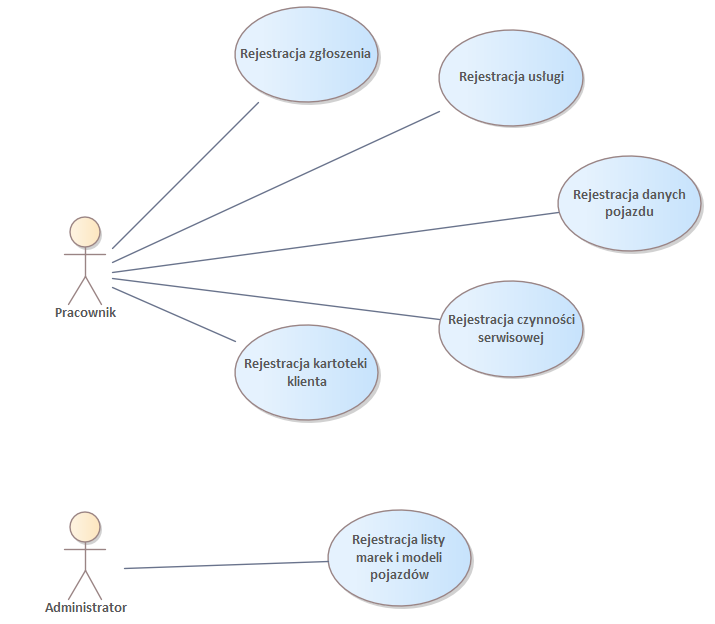 Rejestracja zgłoszenia
Rejestracja usługi
Rejestracja danych
pojazdu
Pracownik
Rejestracja czynności
serwisowej
Rejestracja kartoteki
klienta
Rejestracja listy
marek i modeli
pojazdów
Administrator